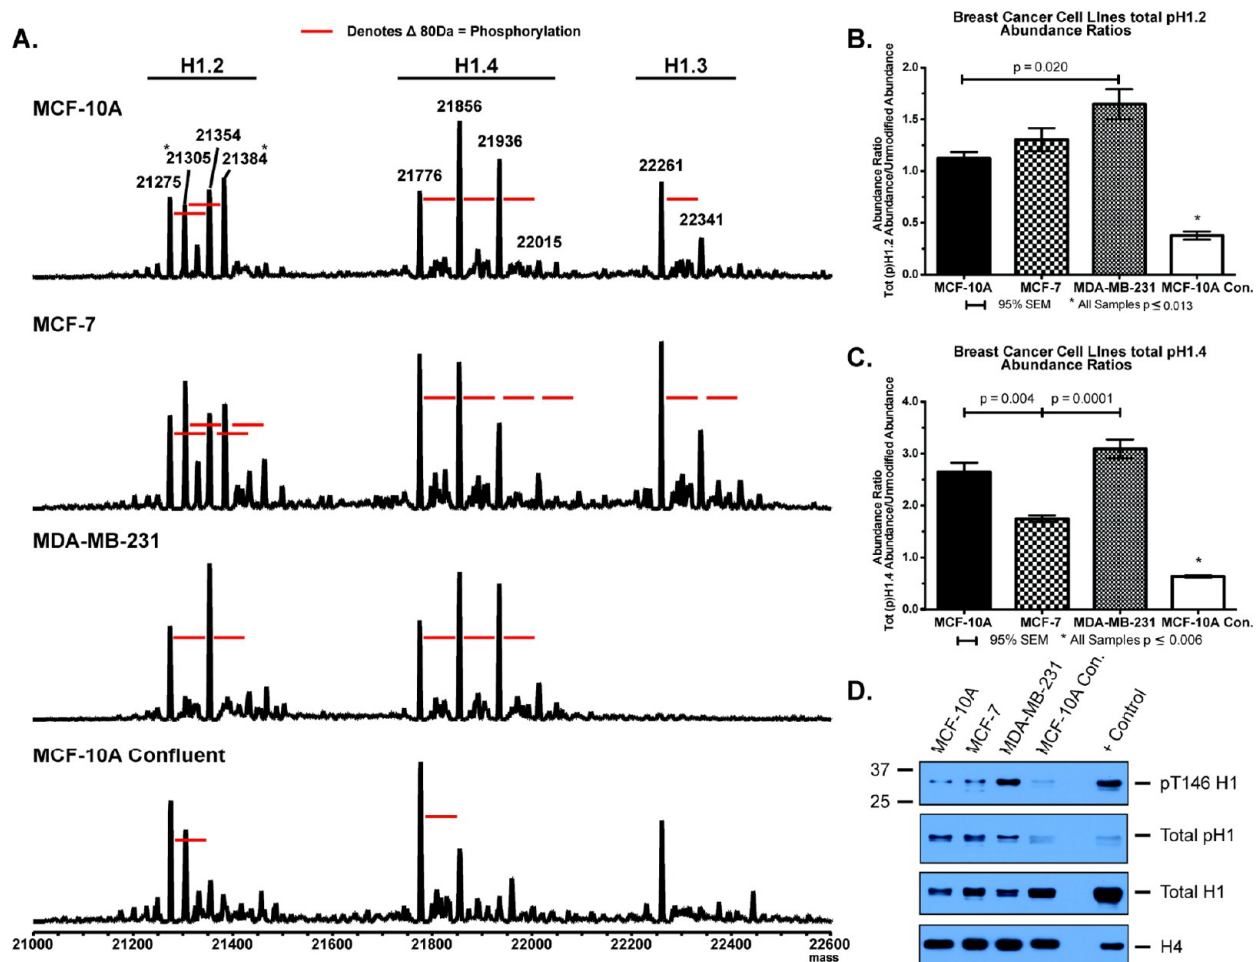 A.
Denotes Δ 80Da = Phosphorylation
H1.2
H1.4
H1.3
MCF-10A
21275
*
21305
21354
21384
*
21776
21856
21936
22015
22261
22341
MCF-7
MDA-MB-231
MCF-10A Confluent
21000
21200
21400
21600
21800
22000
22200
22400
22600
mass
B.
Breast Cancer Cell LInes total pH1.2
Abundance Ratios
Abundance Ratio
Tot (p)H1.2 Abundance/Unmodified Abundance
2.0
1.5
1.0
0.5
0.0
p = 0.020
*
MCF-10A
MCF-7
MDA-MB-231
MCF-10A Con.
95% SEM
* All Samples p ≤ 0.013
C.
Breast Cancer Cell LInes total pH1.4
Abundance Ratios
Abundance Ratio
Tot (p)H1.4 Abundance/Unmodified Abundance
4.0
3.0
2.0
1.0
0.0
p = 0.004
p = 0.0001
*
MCF-10A
MCF-7
MDA-MB-231
MCF-10A Con.
95% SEM
* All Samples p ≤ 0.006
D.
MCF-10A
MCF-7
MDA-MB-231
MCF-10A Con.
+ Control
37
25
pT146 H1
Total pH1
Total H1
H4